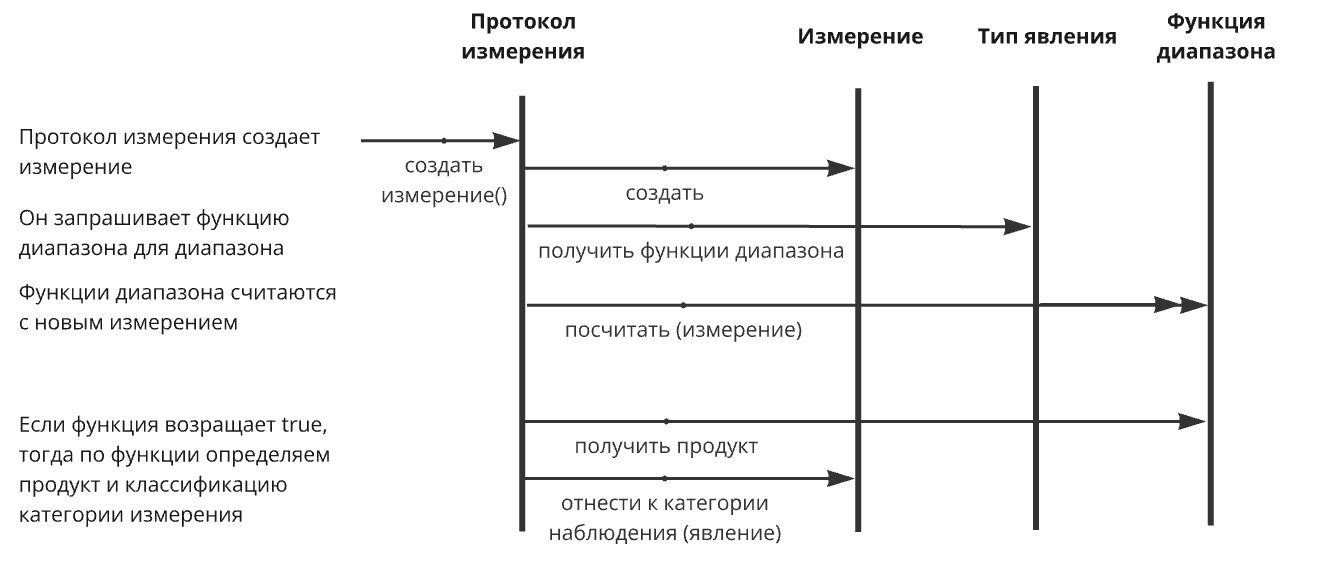 Протокол
измерения
Измерение
Тип явления
Функция
диапазона
Протокол измерения создает
измерение
создать
измерение()
создать
Он запрашивает функцию
диапазона для диапазона
получить функции диапазона
Функции диапазона считаются
с новым измерением
посчитать (измерение)
Если функция возращает true,
тогда по функции определяем
продукт и классификацию
категории измерения
получить продукт
отнести к категории
наблюдения (явление)